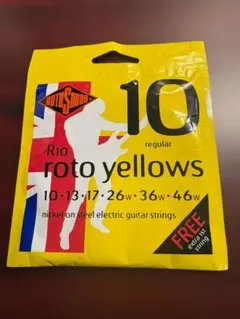 ROTOSOUND
10
regular
R10
roto yellows
10·13·17·26w·36w·46w
nickel on steel electric guitar strings
FREE
extra 1st
string